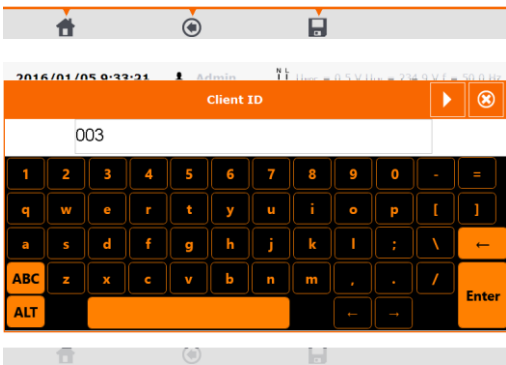 2016/01/05 9:33:21 Admin N L
Client ID
003
1 2 3 4 5 6 7 8 9 0 - =
q w e r t y u i o p [ ]
a s d f g h j k l ; \ ←
ABC z x c v b n m , . / Enter
ALT ← →